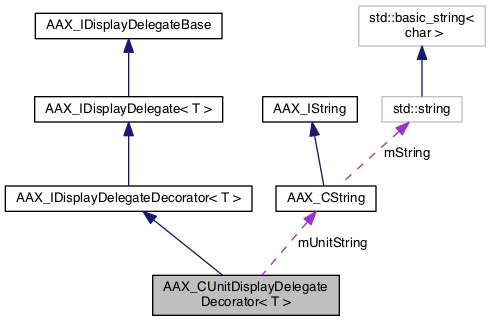 AAX_IDisplayDelegateBase
std::basic_string<
char >
AAX_IDisplayDelegate< T >
AAX_IString
std::string
mString
AAX_IDisplayDelegateDecorator< T >
AAX_CString
mUnitString
AAX_CUnitDisplayDelegate
Decorator< T >